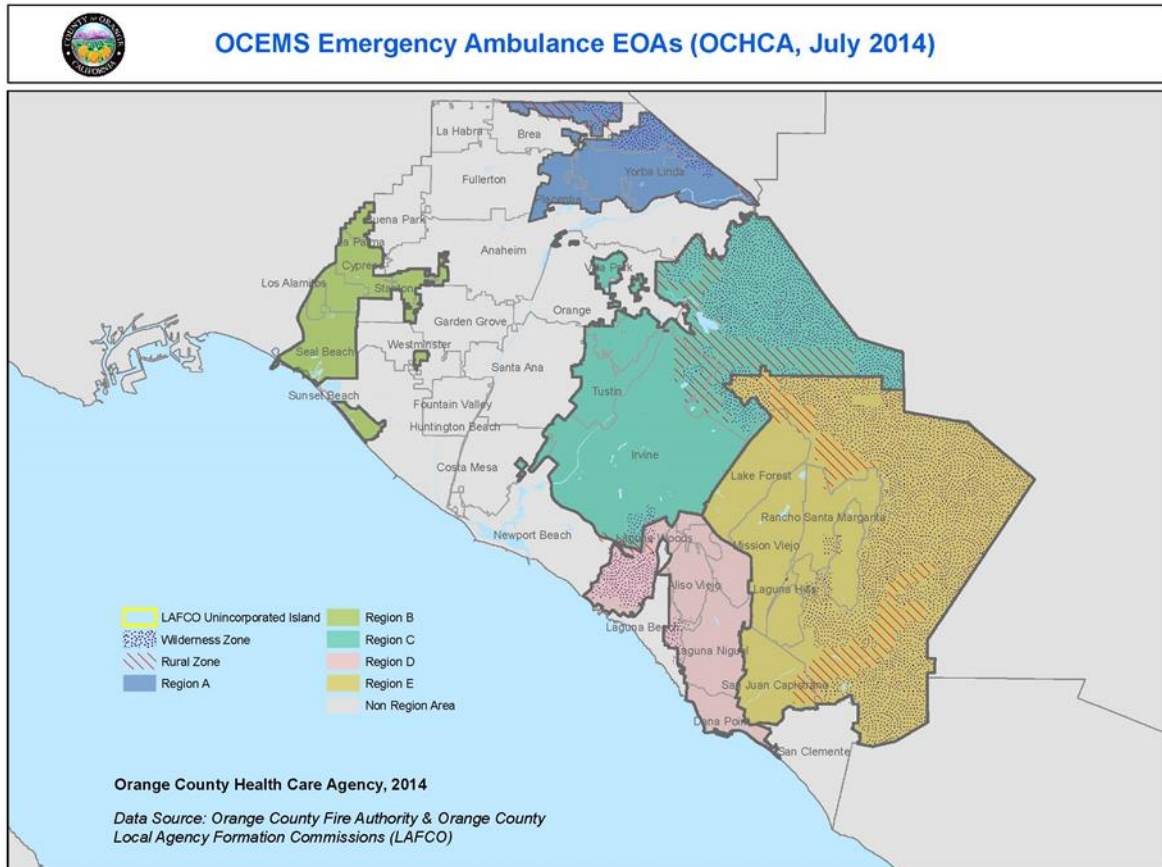 COUNTY OF ORANGE
CALIFORNIA
OCEMS Emergency Ambulance EOAs (OCHCA, July 2014)
La Habra
Brea
Fullerton
Yorba Linda
Placentia
Buena Park
La Palma
Anaheim
Cypress
Villa Park
Los Alamitos
Stanton
Orange
Garden Grove
Westminster
Seal Beach
Santa Ana
Tustin
Sunset Beach
Fountain Valley
Huntington Beach
Irvine
Costa Mesa
Lake Forest
Rancho Santa Margarita
Newport Beach
Laguna Woods
Mission Viejo
Aliso Viejo
Laguna Hills
Laguna Beach
Laguna Niguel
San Juan Capistrano
Dana Point
San Clemente
LAFCO Unincorporated Island
Wilderness Zone
Rural Zone
Region A
Region B
Region C
Region D
Region E
Non Region Area
Orange County Health Care Agency, 2014
Data Source: Orange County Fire Authority & Orange County
Local Agency Formation Commissions (LAFCO)